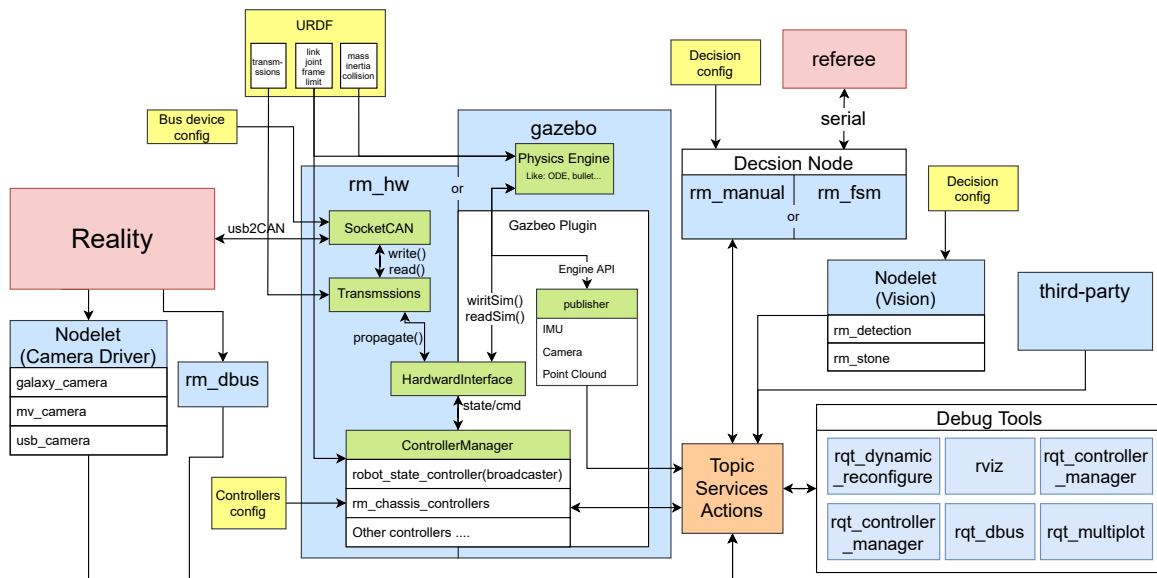 URDF
transm-
ssions
link
joint
frame
limit
mass
inertia
collision
Decision
config
referee
serial
Bus device
config
gazebo
Physics Engine
Like: ODE, bullet...
rm_hw
or
Decsion Node
rm_manual
rm_fsm
or
Decision
config
Reality
usb2CAN
SocketCAN
write()
read()
Transmssions
propagate()
HardwardInterface
state/cmd
Gazbeo Plugin
Engine API
wiritSim()
readSim()
publisher
IMU
Camera
Point Clound
Nodelet
(Vision)
rm_detection
rm_stone
third-party
Nodelet
(Camera Driver)
galaxy_camera
mv_camera
usb_camera
rm_dbus
Controllers
config
ControllerManager
robot_state_controller(broadcaster)
rm_chassis_controllers
Other controllers ....
Topic
Services
Actions
Debug Tools
rqt_dynamic
_reconfigure
rviz
rqt_controller
_manager
rqt_controller
_manager
rqt_dbus
rqt_multiplot